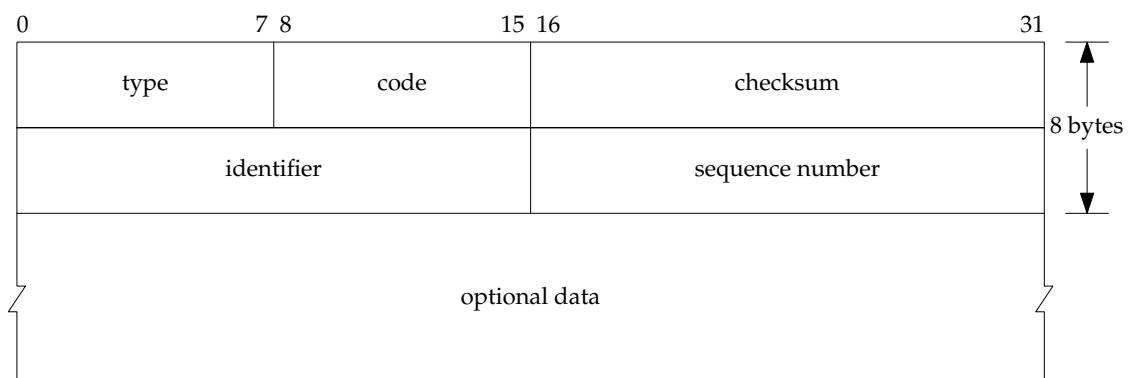 0 7 8 15 16 31
type code checksum
8 bytes
identifier sequence number
optional data